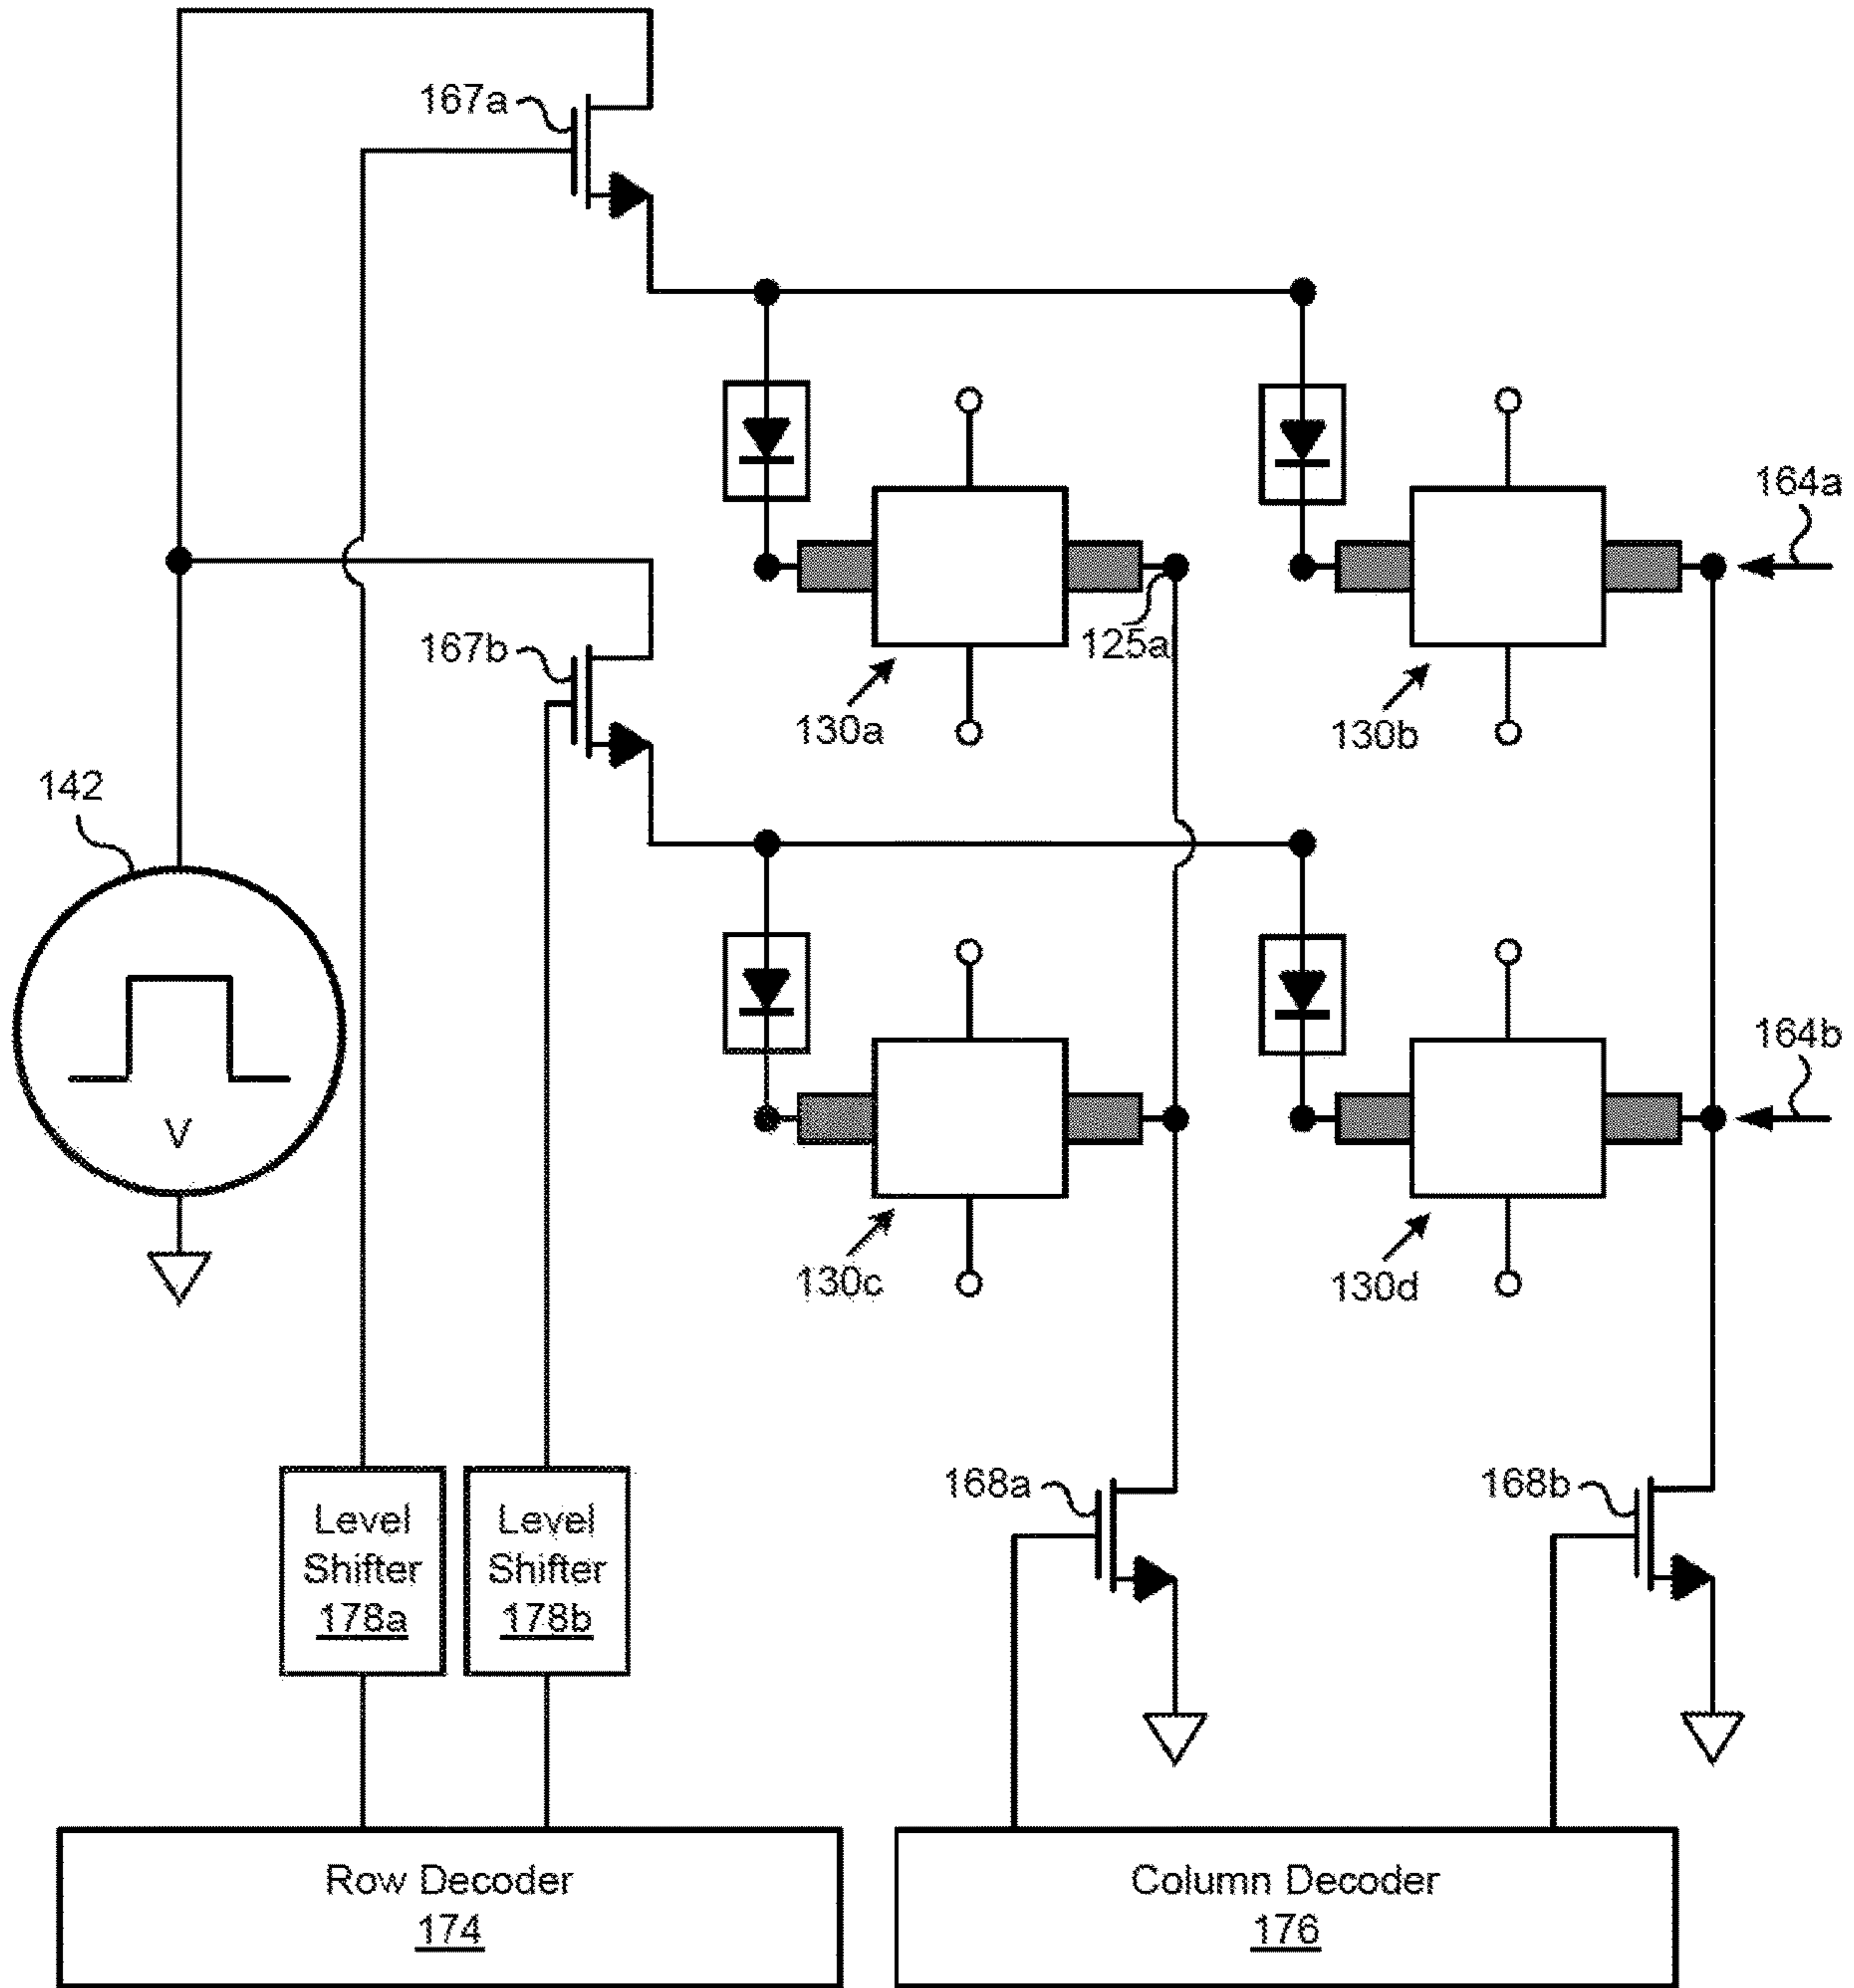 167a
164a
167b
125a
130a
130b
142
V
164b
130c
130d
168a
168b
Level
Shifter
178a
Level
Shifter
178b
Row Decoder
174
Column Decoder
176